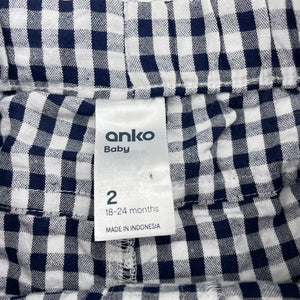 anko
Baby
2
18-24 months
MADE IN INDONESIA